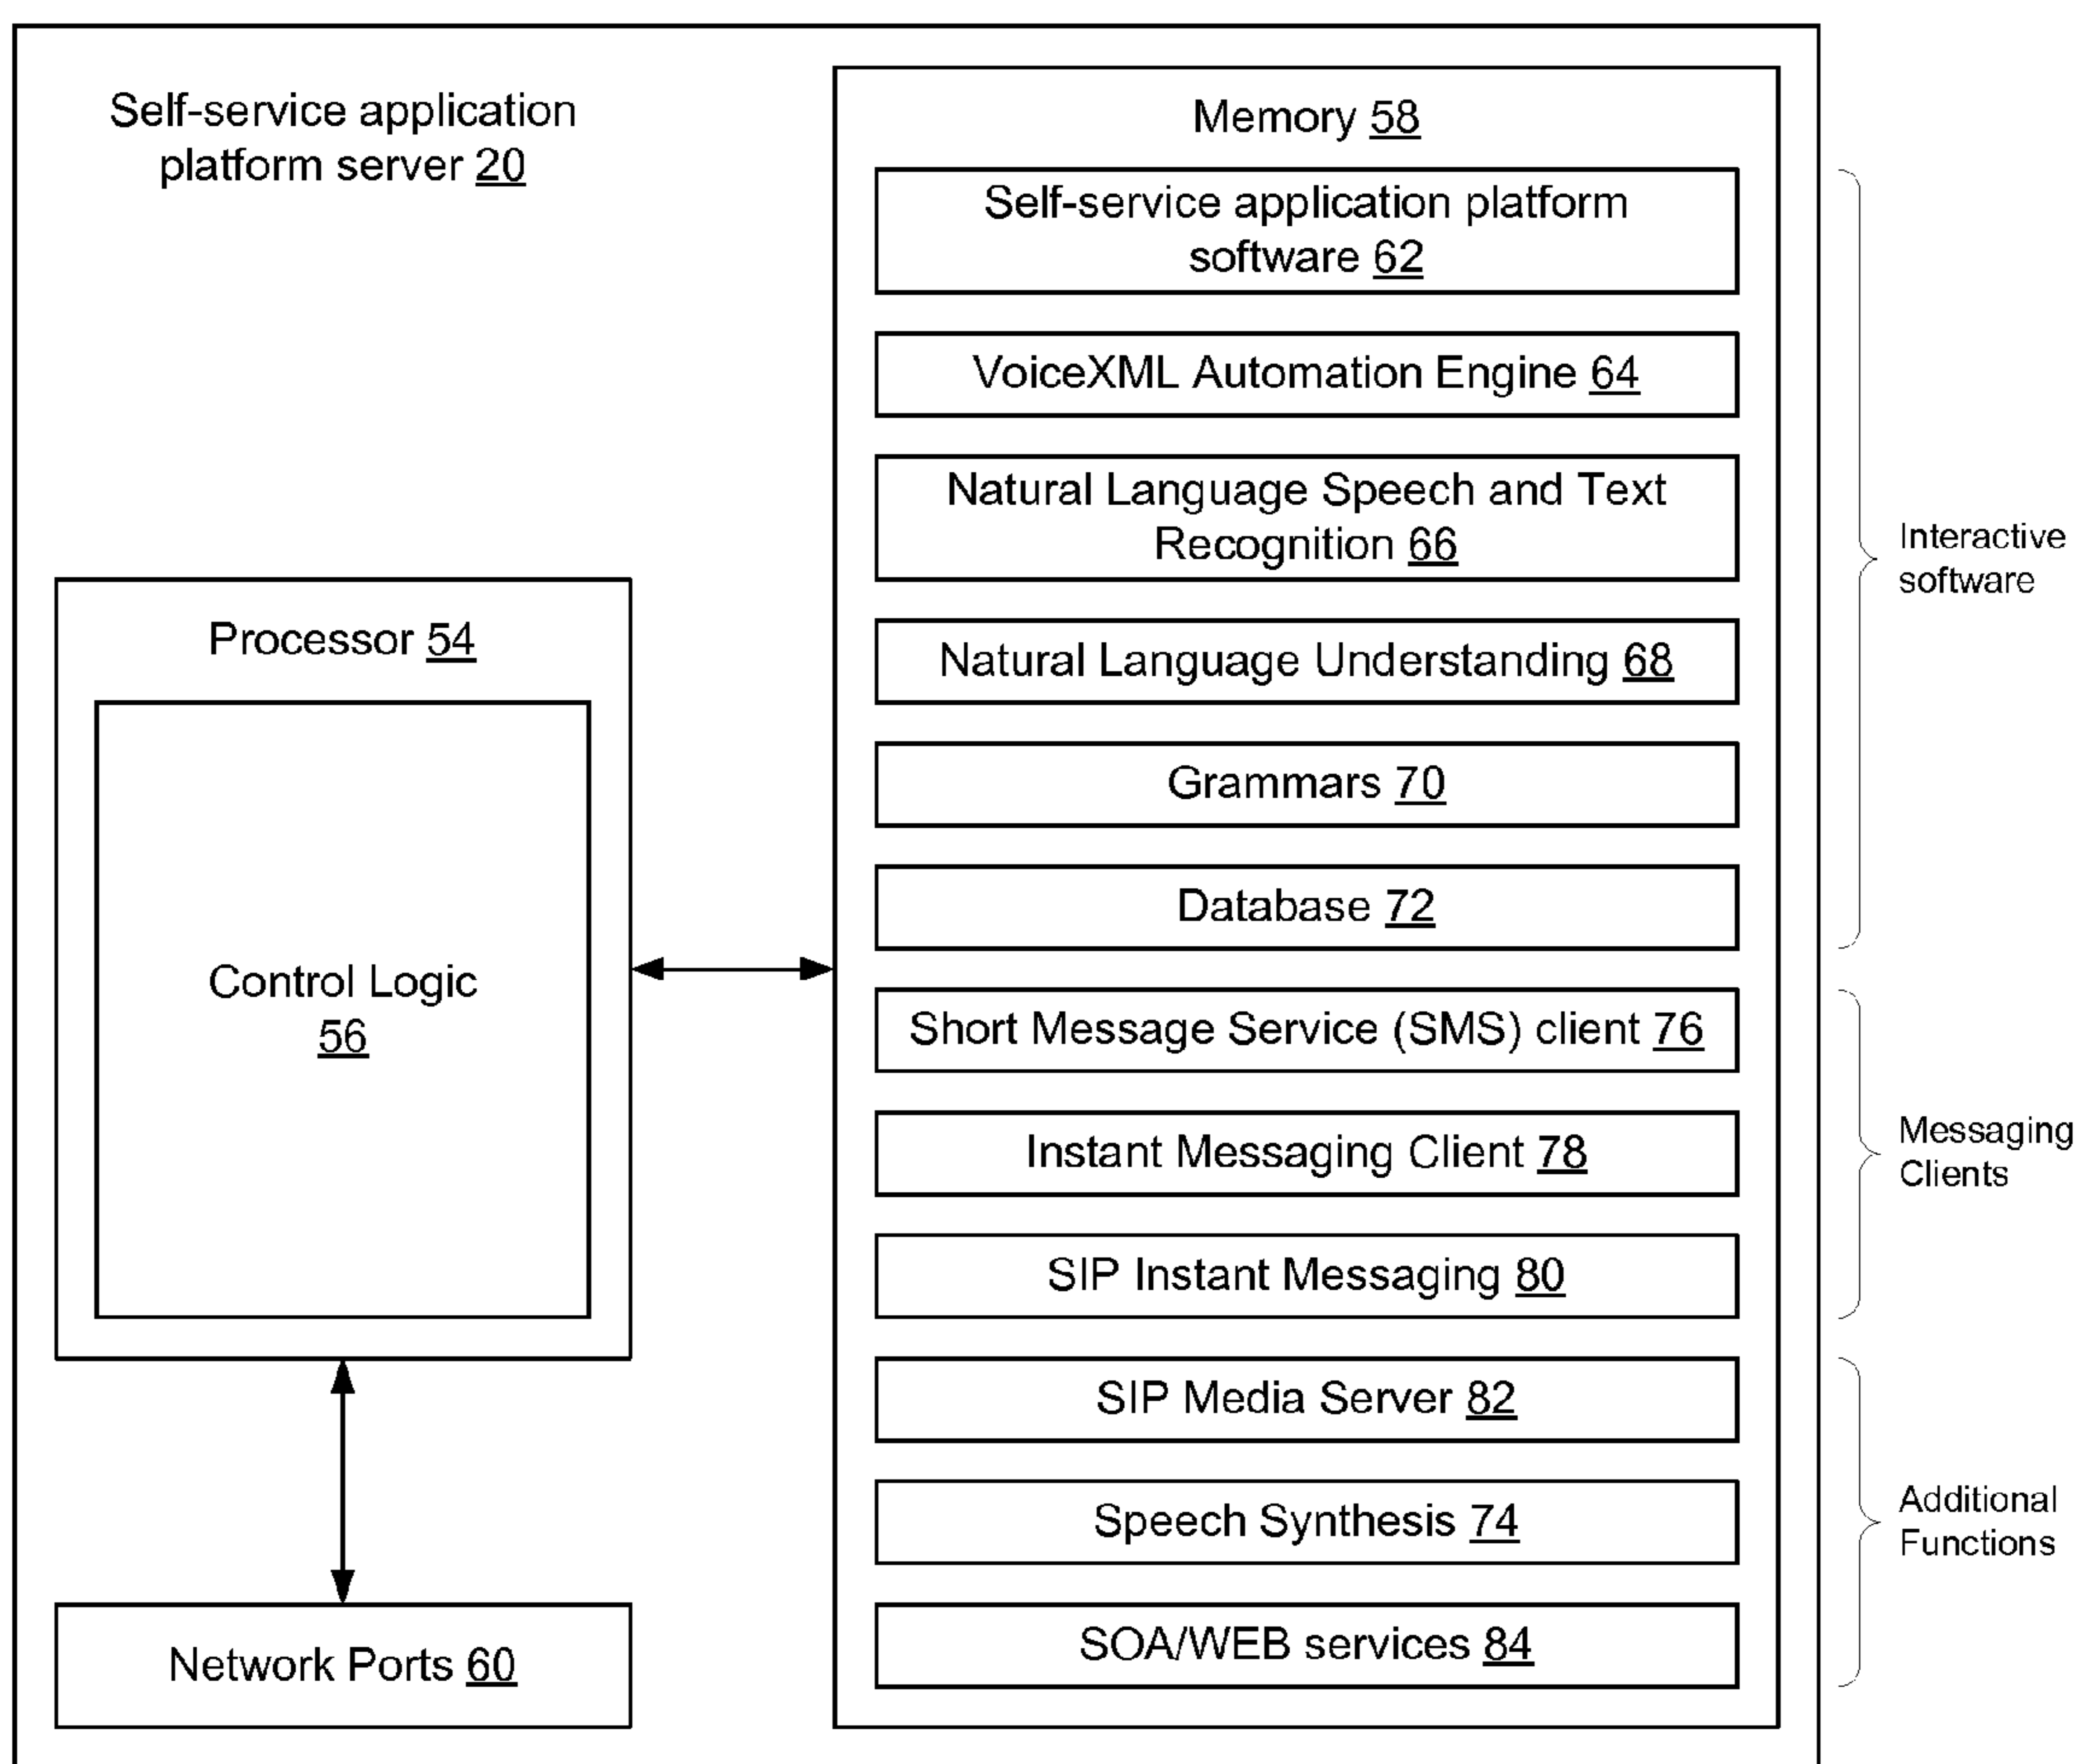 Self-service application
platform server 20
Memory 58
Self-service application platform
software 62
VoiceXML Automation Engine 64
Natural Language Speech and Text
Recognition 66
Natural Language Understanding 68
Grammars 70
Database 72
Short Message Service (SMS) client 76
Instant Messaging Client 78
SIP Instant Messaging 80
SIP Media Server 82
Speech Synthesis 74
SOA/WEB services 84
Processor 54
Control Logic
56
Network Ports 60
Interactive
software
Messaging
Clients
Additional
Functions